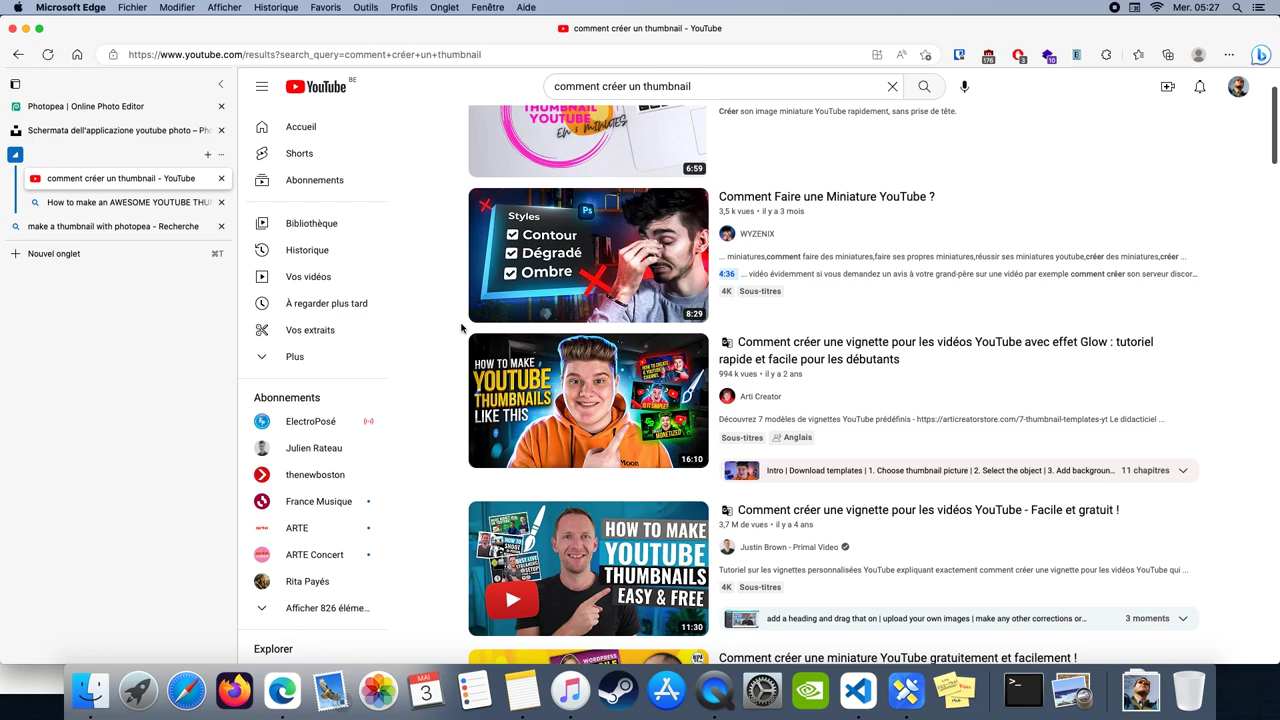 Microsoft Edge Fichier Modifier Afficher Historique Favoris Outils Profils Onglet Fenêtre Aide Mer. 05:27
comment créer un thumbnail - YouTube
https://www.youtube.com/results?search_query=comment+créer+un+thumbnail
176
3
10
Photopea | Online Photo Editor
Schermata dell'applicazione youtube photo – Pho
comment créer un thumbnail - YouTube
How to make an AWESOME YOUTUBE THU
make a thumbnail with photopea - Recherche
Nouvel onglet ⌘T
YouTube BE
comment créer un thumbnail
Accueil
Shorts
Abonnements
Bibliothèque
Historique
Vos vidéos
À regarder plus tard
Vos extraits
Plus
Abonnements
ElectroPosé
Julien Rateau
thenewboston
France Musique
ARTE
ARTE Concert
Rita Payés
Afficher 826 éléme...
Explorer
THUMBNAIL
YOUTUBE
EN 3 MINUTES
6:59
Créer son image miniature YouTube rapidement, sans prise de tête.
Styles
Contour
Dégradé
Ombre
Ps
8:29
Comment Faire une Miniature YouTube ?
3,5 k vues • il y a 3 mois
WYZENIX
... miniatures,comment faire des miniatures,faire ses propres miniatures,réussir ses miniatures youtube,créer des miniatures,créer ...
4:36 ... vidéo évidemment si vous demandez un avis à votre grand-père sur une vidéo par exemple comment créer son serveur discor...
4K Sous-titres
HOW TO MAKE
YOUTUBE
THUMBNAILS
LIKE THIS
16:10
Comment créer une vignette pour les vidéos YouTube avec effet Glow : tutoriel
rapide et facile pour les débutants
994 k vues • il y a 2 ans
Arti Creator
Découvrez 7 modèles de vignettes YouTube prédéfinis - https://articreatorstore.com/7-thumbnail-templates-yt Le didacticiel ...
Sous-titres Anglais
Intro | Download templates | 1. Choose thumbnail picture | 2. Select the object | 3. Add backgroun... 11 chapitres
HOW TO MAKE
YOUTUBE
THUMBNAILS
EASY & FREE
11:30
Comment créer une vignette pour les vidéos YouTube - Facile et gratuit !
3,7 M de vues • il y a 4 ans
Justin Brown - Primal Video
Tutoriel sur les vignettes personnalisées YouTube expliquant exactement comment créer une vignette pour les vidéos YouTube qui ...
4K Sous-titres
add a heading and drag that on | upload your own images | make any other corrections or... 3 moments
WORDPRESS
Comment créer une miniature YouTube gratuitement et facilement !
MAI
3